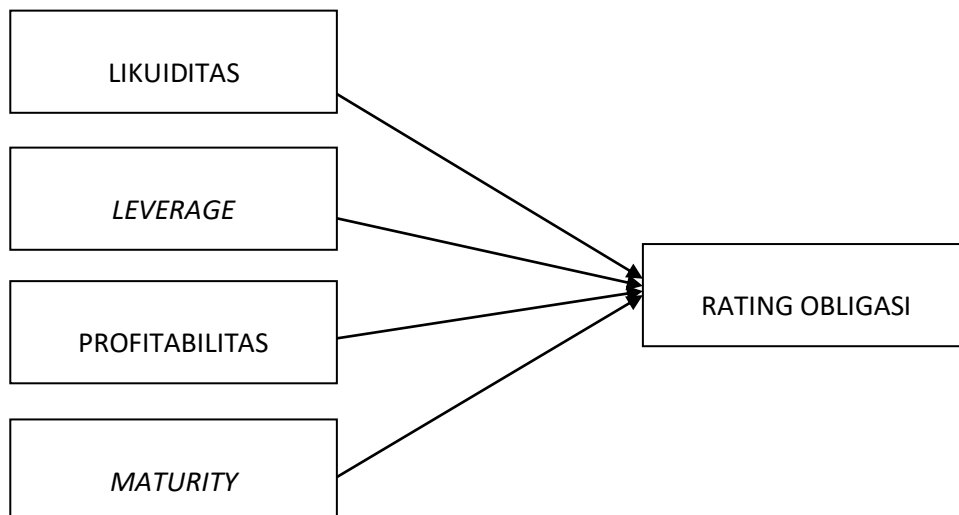 LIKUIDITAS
LEVERAGE
PROFITABILITAS
MATURITY
RATING OBLIGASI